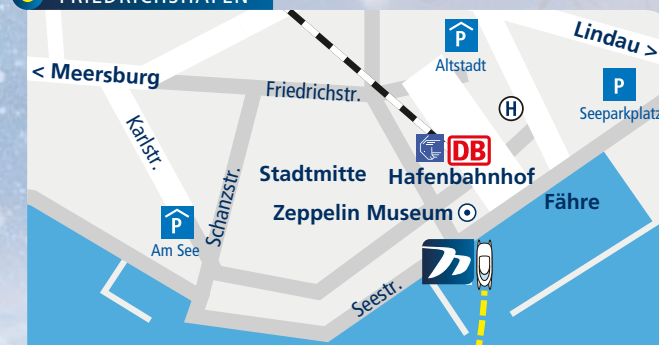 FRIEDRICHSHAFEN
P
Altstadt
Lindau >
< Meersburg
Friedrichstr.
P
Seeparkplatz
H
Karlstr.
DB
Stadtmitte
Hafenbahnhof
Schanzstr.
Zeppelin Museum
Fähre
P
Am See
Seestr.